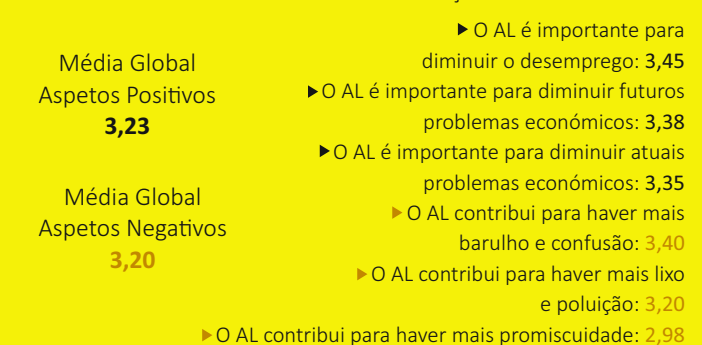 Média Global
Aspetos Positivos
3,23
Média Global
Aspetos Negativos
3,20
▶ O AL é importante para
diminuir o desemprego: 3,45
▶ O AL é importante para diminuir futuros
problemas económicos: 3,38
▶ O AL é importante para diminuir atuais
problemas económicos: 3,35
▶ O AL contribui para haver mais
barulho e confusão: 3,40
▶ O AL contribui para haver mais lixo
e poluição: 3,20
▶ O AL contribui para haver mais promiscuidade: 2,98